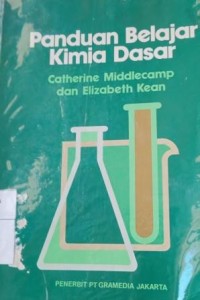 Panduan Belajar
Kimia Dasar
Catherine Middlecamp
dan Elizabeth Kean
PENERBIT PT GRAMEDIA JAKARTA